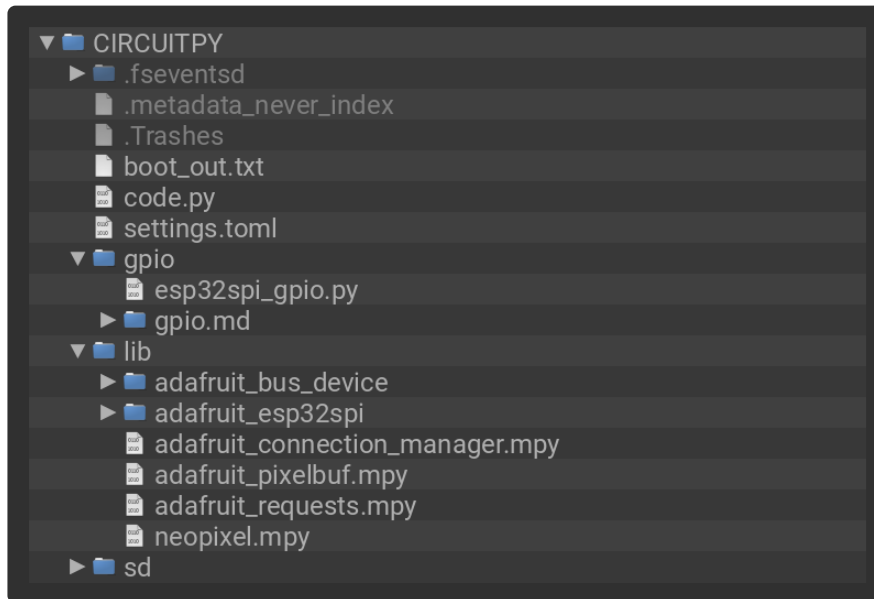 CIRCUITPY
.fseventsd
.metadata_never_index
.Trashes
boot_out.txt
code.py
settings.toml
gpio
esp32spi_gpio.py
gpio.md
lib
adafruit_bus_device
adafruit_esp32spi
adafruit_connection_manager.mpy
adafruit_pixelbuf.mpy
adafruit_requests.mpy
neopixel.mpy
sd